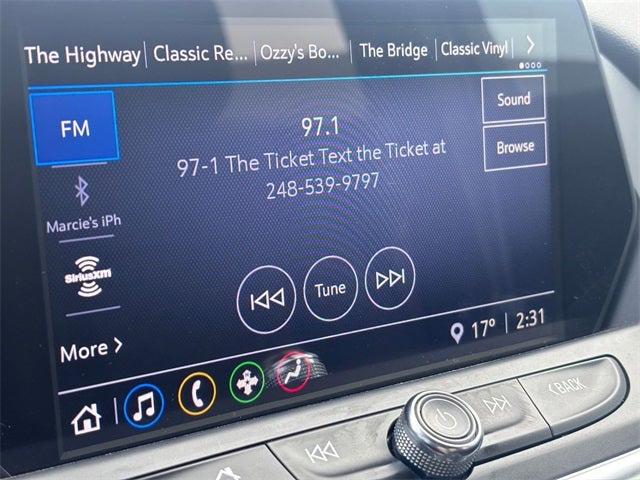 The Highway
Classic Re...
Ozzy's Bo...
The Bridge
Classic Vinyl
FM
97.1
Sound
97-1 The Ticket Text the Ticket at
248-539-9797
Browse
Marcie's iPh
SiriusXM
Tune
More
17° 2:31
BACK